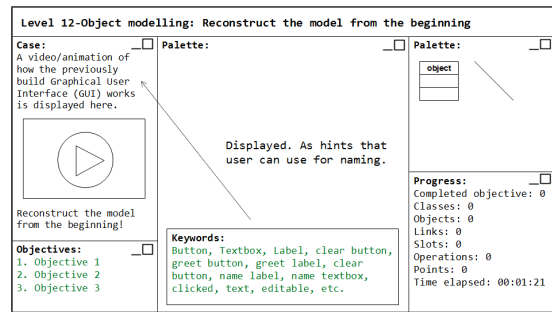 Level 12-Object modelling: Reconstruct the model from the beginning
Case:
A video/animation of
how the previously
build Graphical User
Interface (GUI) works
is displayed here.
Reconstruct the model
from the beginning!
Objectives:
1. Objective 1
2. Objective 2
3. Objective 3
Palette:
Displayed. As hints that
user can use for naming.
Keywords:
Button, Textbox, Label, clear button,
greet button, greet label, clear
button, name label, name textbox,
clicked, text, editable, etc.
Palette:
object
Progress:
Completed objective: 0
Classes: 0
Objects: 0
Links: 0
Slots: 0
Operations: 0
Points: 0
Time elapsed: 00:01:21